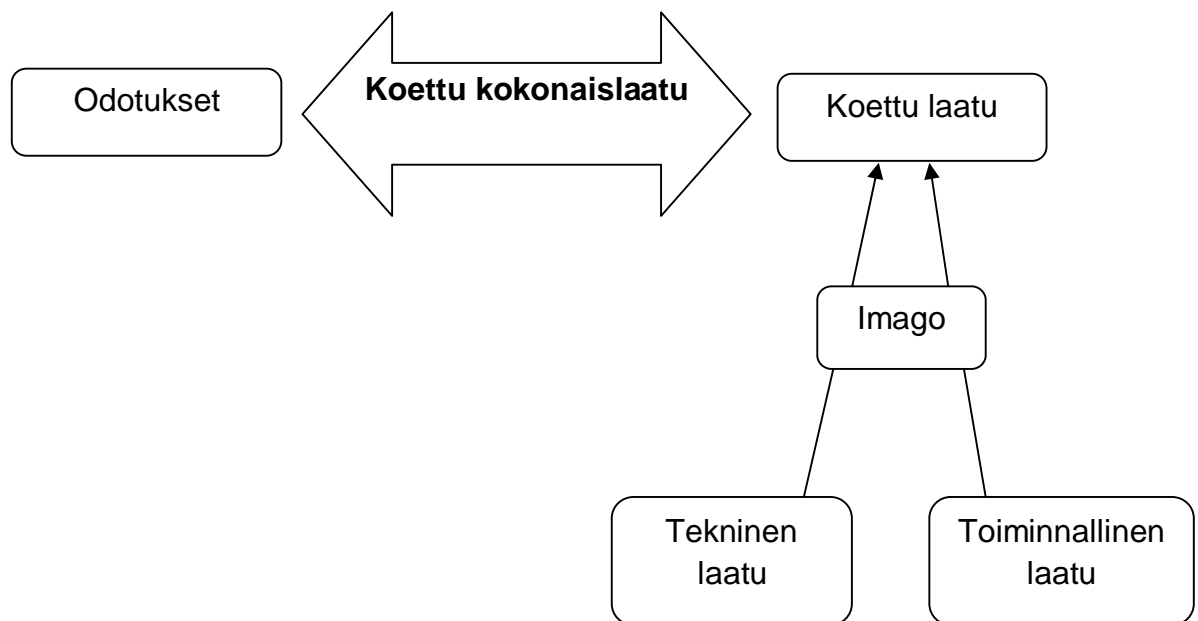 Odotukset
Koettu kokonaislaatu
Koettu laatu
Imago
Tekninen
laatu
Toiminnallinen
laatu